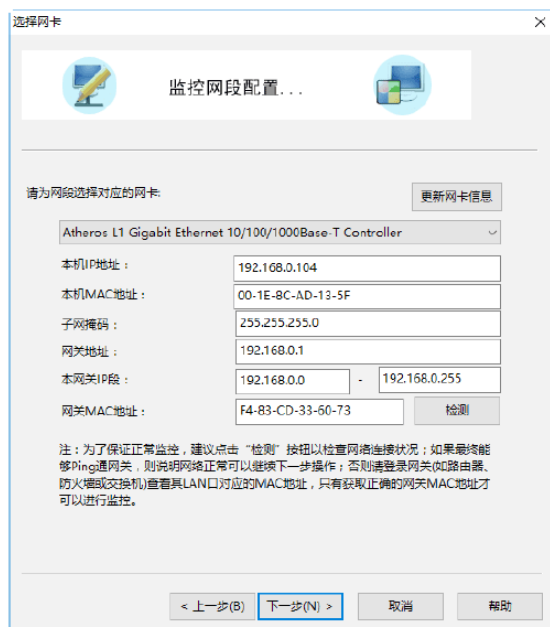 选择网卡
监控网段配置...
请为网段选择对应的网卡:
更新网卡信息
Atheros L1 Gigabit Ethernet 10/100/1000Base-T Controller
本机IP地址： 192.168.0.104
本机MAC地址： 00-1E-8C-AD-13-5F
子网掩码： 255.255.255.0
网关地址： 192.168.0.1
本网关IP段： 192.168.0.0 - 192.168.0.255
网关MAC地址： F4-83-CD-33-60-73 检测
注：为了保证正常监控，建议点击“检测”按钮以检查网络连接状况；如果最终能
够Ping通网关，则说明网络正常可以继续下一步操作；否则请登录网关(如路由器、
防火墙或交换机)查看其LAN口对应的MAC地址，只有获取正确的网关MAC地址才
可以进行监控。
< 上一步(B) 下一步(N) > 取消 帮助